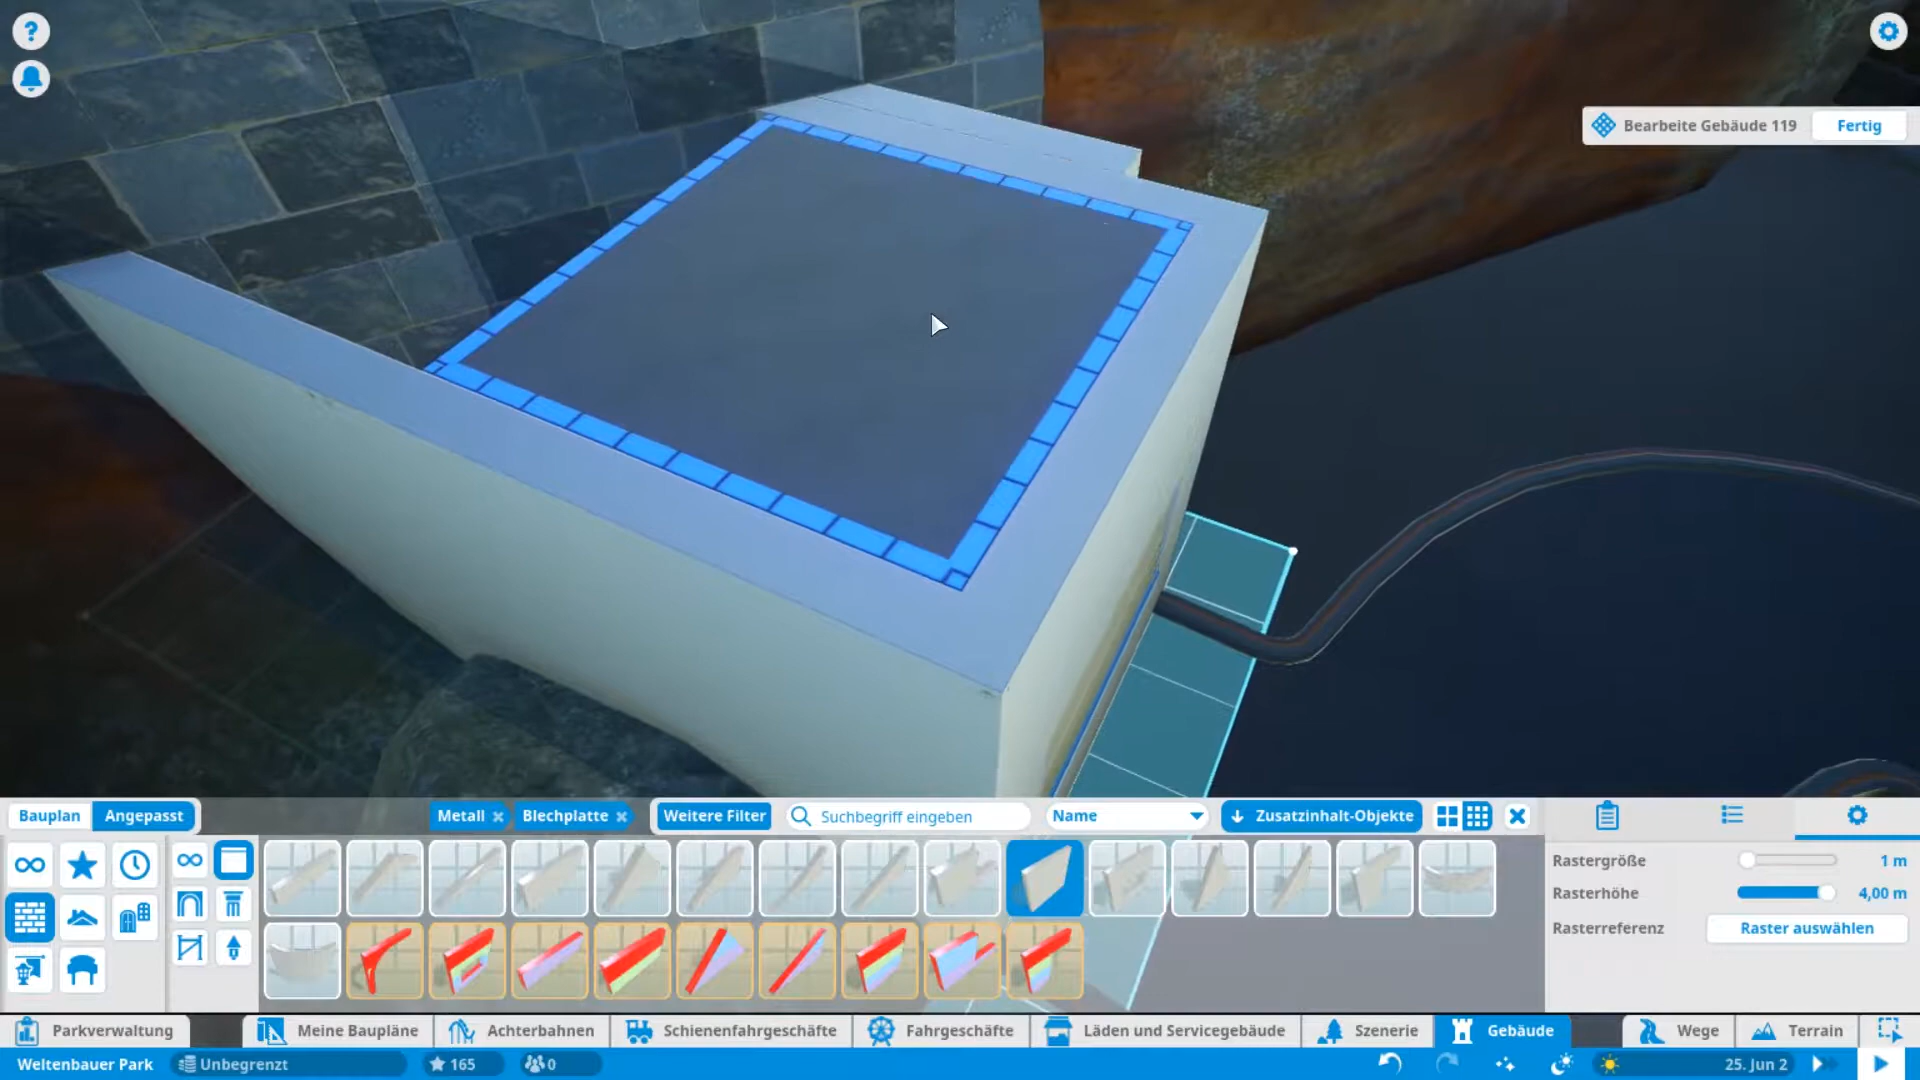 ?
Bearbeite Gebäude 119 Fertig
Bauplan Angepasst Metall × Blechplatte × Weitere Filter Suchbegriff eingeben Name Zusatzinhalt-Objekte
Rastergröße 1 m
Rasterhöhe 4,00 m
Rasterreferenz Raster auswählen
Parkverwaltung Meine Baupläne Achterbahnen Schienenfahrgeschäfte Fahrgeschäfte Läden und Servicegebäude Szenerie Gebäude Wege Terrain
Weltenbauer Park Unbegrenzt 165 0 25. Jun 2